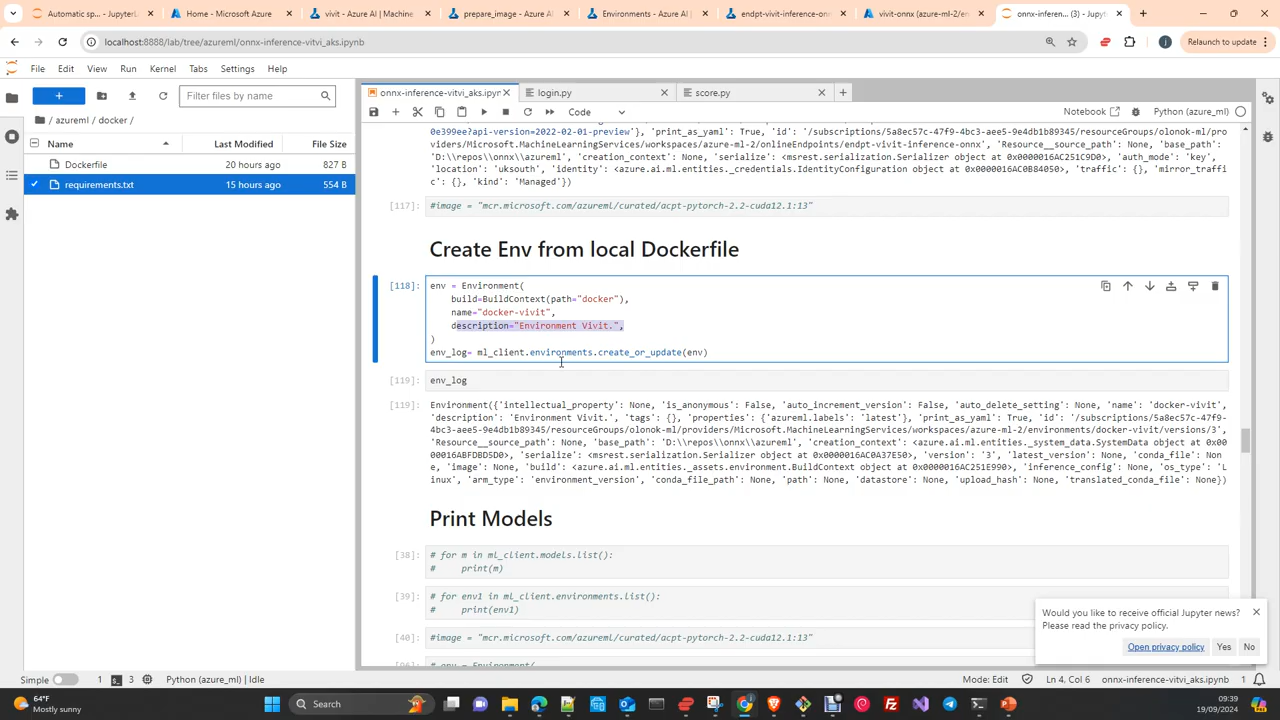 Automatic sp - JupyterL
Home - Microsoft Azure
vivit - Azure AI | Machine
prepare_image - Azure AI
Environments - Azure AI |
endpt-vivit-inference-onn
vivit-onnx (azure-ml-2/en
onnx-inferen... (3) - Jupyt
localhost:8888/lab/tree/azureml/onnx-inference-vitvi_aks.ipynb
Relaunch to update
File Edit View Run Kernel Tabs Settings Help
Filter files by name
/ azureml / docker /
Name Last Modified File Size
Dockerfile 20 hours ago 827 B
requirements.txt 15 hours ago 554 B
onnx-inference-vitvi_aks.ipyn
login.py
score.py
Code
Notebook
Python (azure_ml)
0e399ee?api-version=2022-02-01-preview'}, 'print_as_yaml': True, 'id': '/subscriptions/5a8ec57c-47f9-4bc3-aee5-9e4db1b89345/resourceGroups/olonok-ml/pro
viders/Microsoft.MachineLearningServices/workspaces/azure-ml-2/onlineEndpoints/endpt-vivit-inference-onnx', 'Resource__source_path': None, 'base_path':
'D:\\repos\\onnx\\azureml', 'creation_context': None, 'serialize': <msrest.serialization.Serializer object at 0x0000016AC251C9D0>, 'auth_mode': 'key',
'location': 'uksouth', 'identity': <azure.ai.ml.entities._credentials.IdentityConfiguration object at 0x0000016AC0B84050>, 'traffic': {}, 'mirror_traffi
c': {}, 'kind': 'Managed'})
[117]: #image = "mcr.microsoft.com/azureml/curated/acpt-pytorch-2.2-cuda12.1:13"
Create Env from local Dockerfile
[118]: env = Environment(
build=BuildContext(path="docker"),
name="docker-vivit",
description="Environment Vivit.",
)
env_log= ml_client.environments.create_or_update(env)
[119]: env_log
[119]: Environment({'intellectual_property': None, 'is_anonymous': False, 'auto_increment_version': False, 'auto_delete_setting': None, 'name': 'docker-vivit',
'description': 'Environment Vivit.', 'tags': {}, 'properties': {'azureml.labels': 'latest'}, 'print_as_yaml': True, 'id': '/subscriptions/5a8ec57c-47f9-
4bc3-aee5-9e4db1b89345/resourceGroups/olonok-ml/providers/Microsoft.MachineLearningServices/workspaces/azure-ml-2/environments/docker-vivit/versions/3',
'Resource__source_path': None, 'base_path': 'D:\\repos\\onnx\\azureml', 'creation_context': <azure.ai.ml.entities._system_data.SystemData object at 0x00
00016ABFDBD5D0>, 'serialize': <msrest.serialization.Serializer object at 0x0000016AC0A37E50>, 'version': '3', 'latest_version': None, 'conda_file': Non
e, 'image': None, 'build': <azure.ai.ml.entities._assets.environment.BuildContext object at 0x0000016AC251E990>, 'inference_config': None, 'os_type': 'L
inux', 'arm_type': 'environment_version', 'conda_file_path': None, 'path': None, 'datastore': None, 'upload_hash': None, 'translated_conda_file': None})
Print Models
[38]: # for m in ml_client.models.list():
# print(m)
[39]: # for env1 in ml_client.environments.list():
# print(env1)
[40]: #image = "mcr.microsoft.com/azureml/curated/acpt-pytorch-2.2-cuda12.1:13"
# env = Environment(
Would you like to receive official Jupyter news?
Please read the privacy policy.
Open privacy policy Yes No
Simple 1 3 Python (azure_ml) | Idle
Mode: Edit Ln 4, Col 6 onnx-inference-vitvi_aks.ipynb 1
64°F
Mostly sunny
Search
09:39
19/09/2024